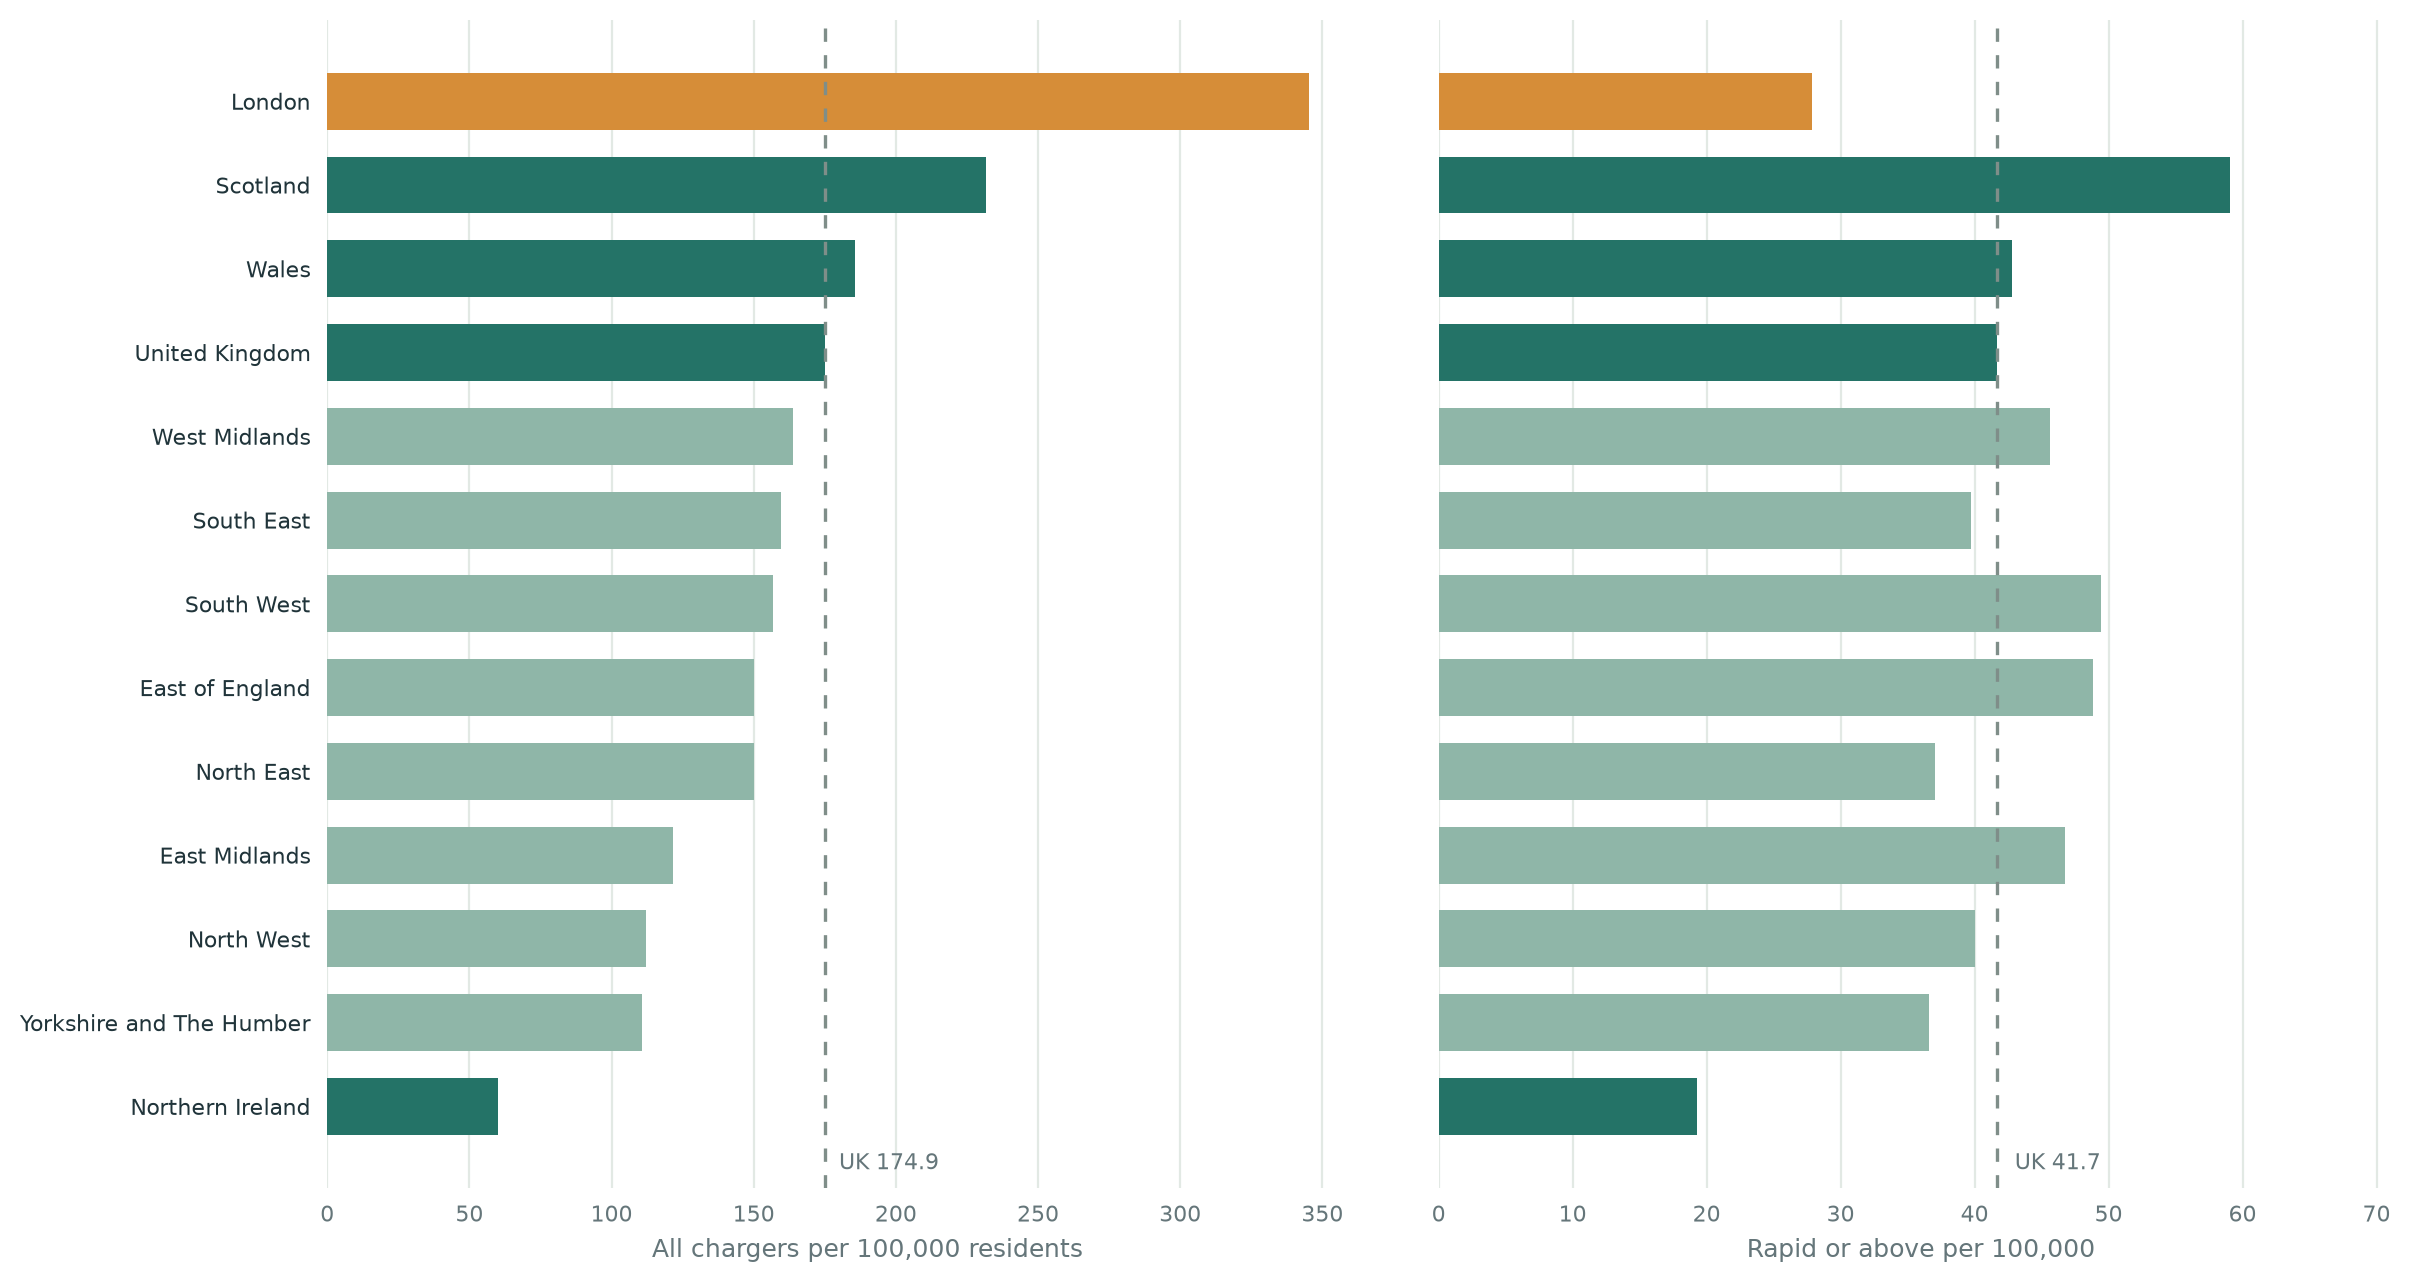 London
Scotland
Wales
United Kingdom
West Midlands
South East
South West
East of England
North East
East Midlands
North West
Yorkshire and The Humber
Northern Ireland
UK 174.9
0 50 100 150 200 250 300 350
All chargers per 100,000 residents
UK 41.7
0 10 20 30 40 50 60 70
Rapid or above per 100,000